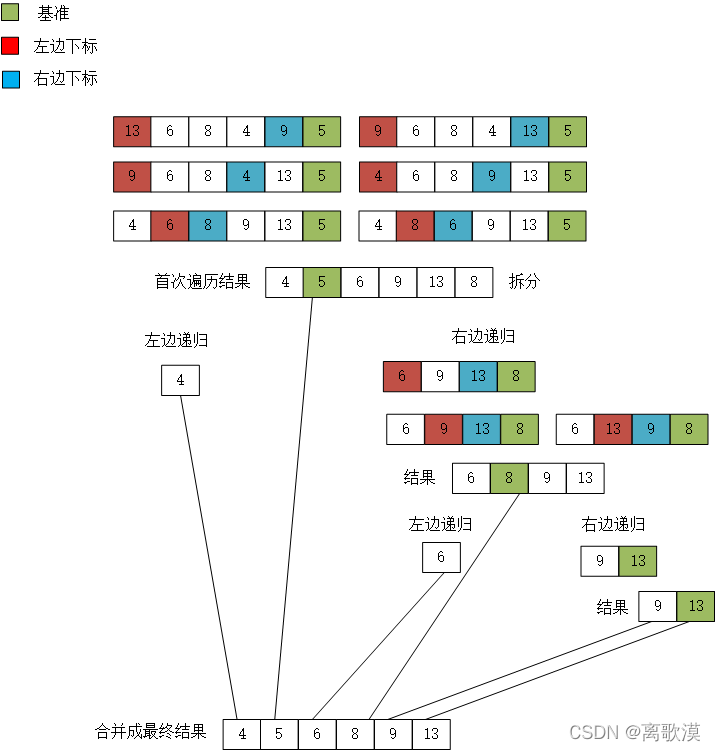 基准
左边下标
右边下标
13 6 8 4 9 5 9 6 8 4 13 5
9 6 8 4 13 5 4 6 8 9 13 5
4 6 8 9 13 5 4 8 6 9 13 5
首次遍历结果 4 5 6 9 13 8 拆分
左边递归 右边递归
4 6 9 13 8
6 9 13 8 6 13 9 8
结果 6 8 9 13
左边递归 右边递归
6 9 13
结果 9 13
合并成最终结果 4 5 6 8 9 13
CSDN @离歌漠